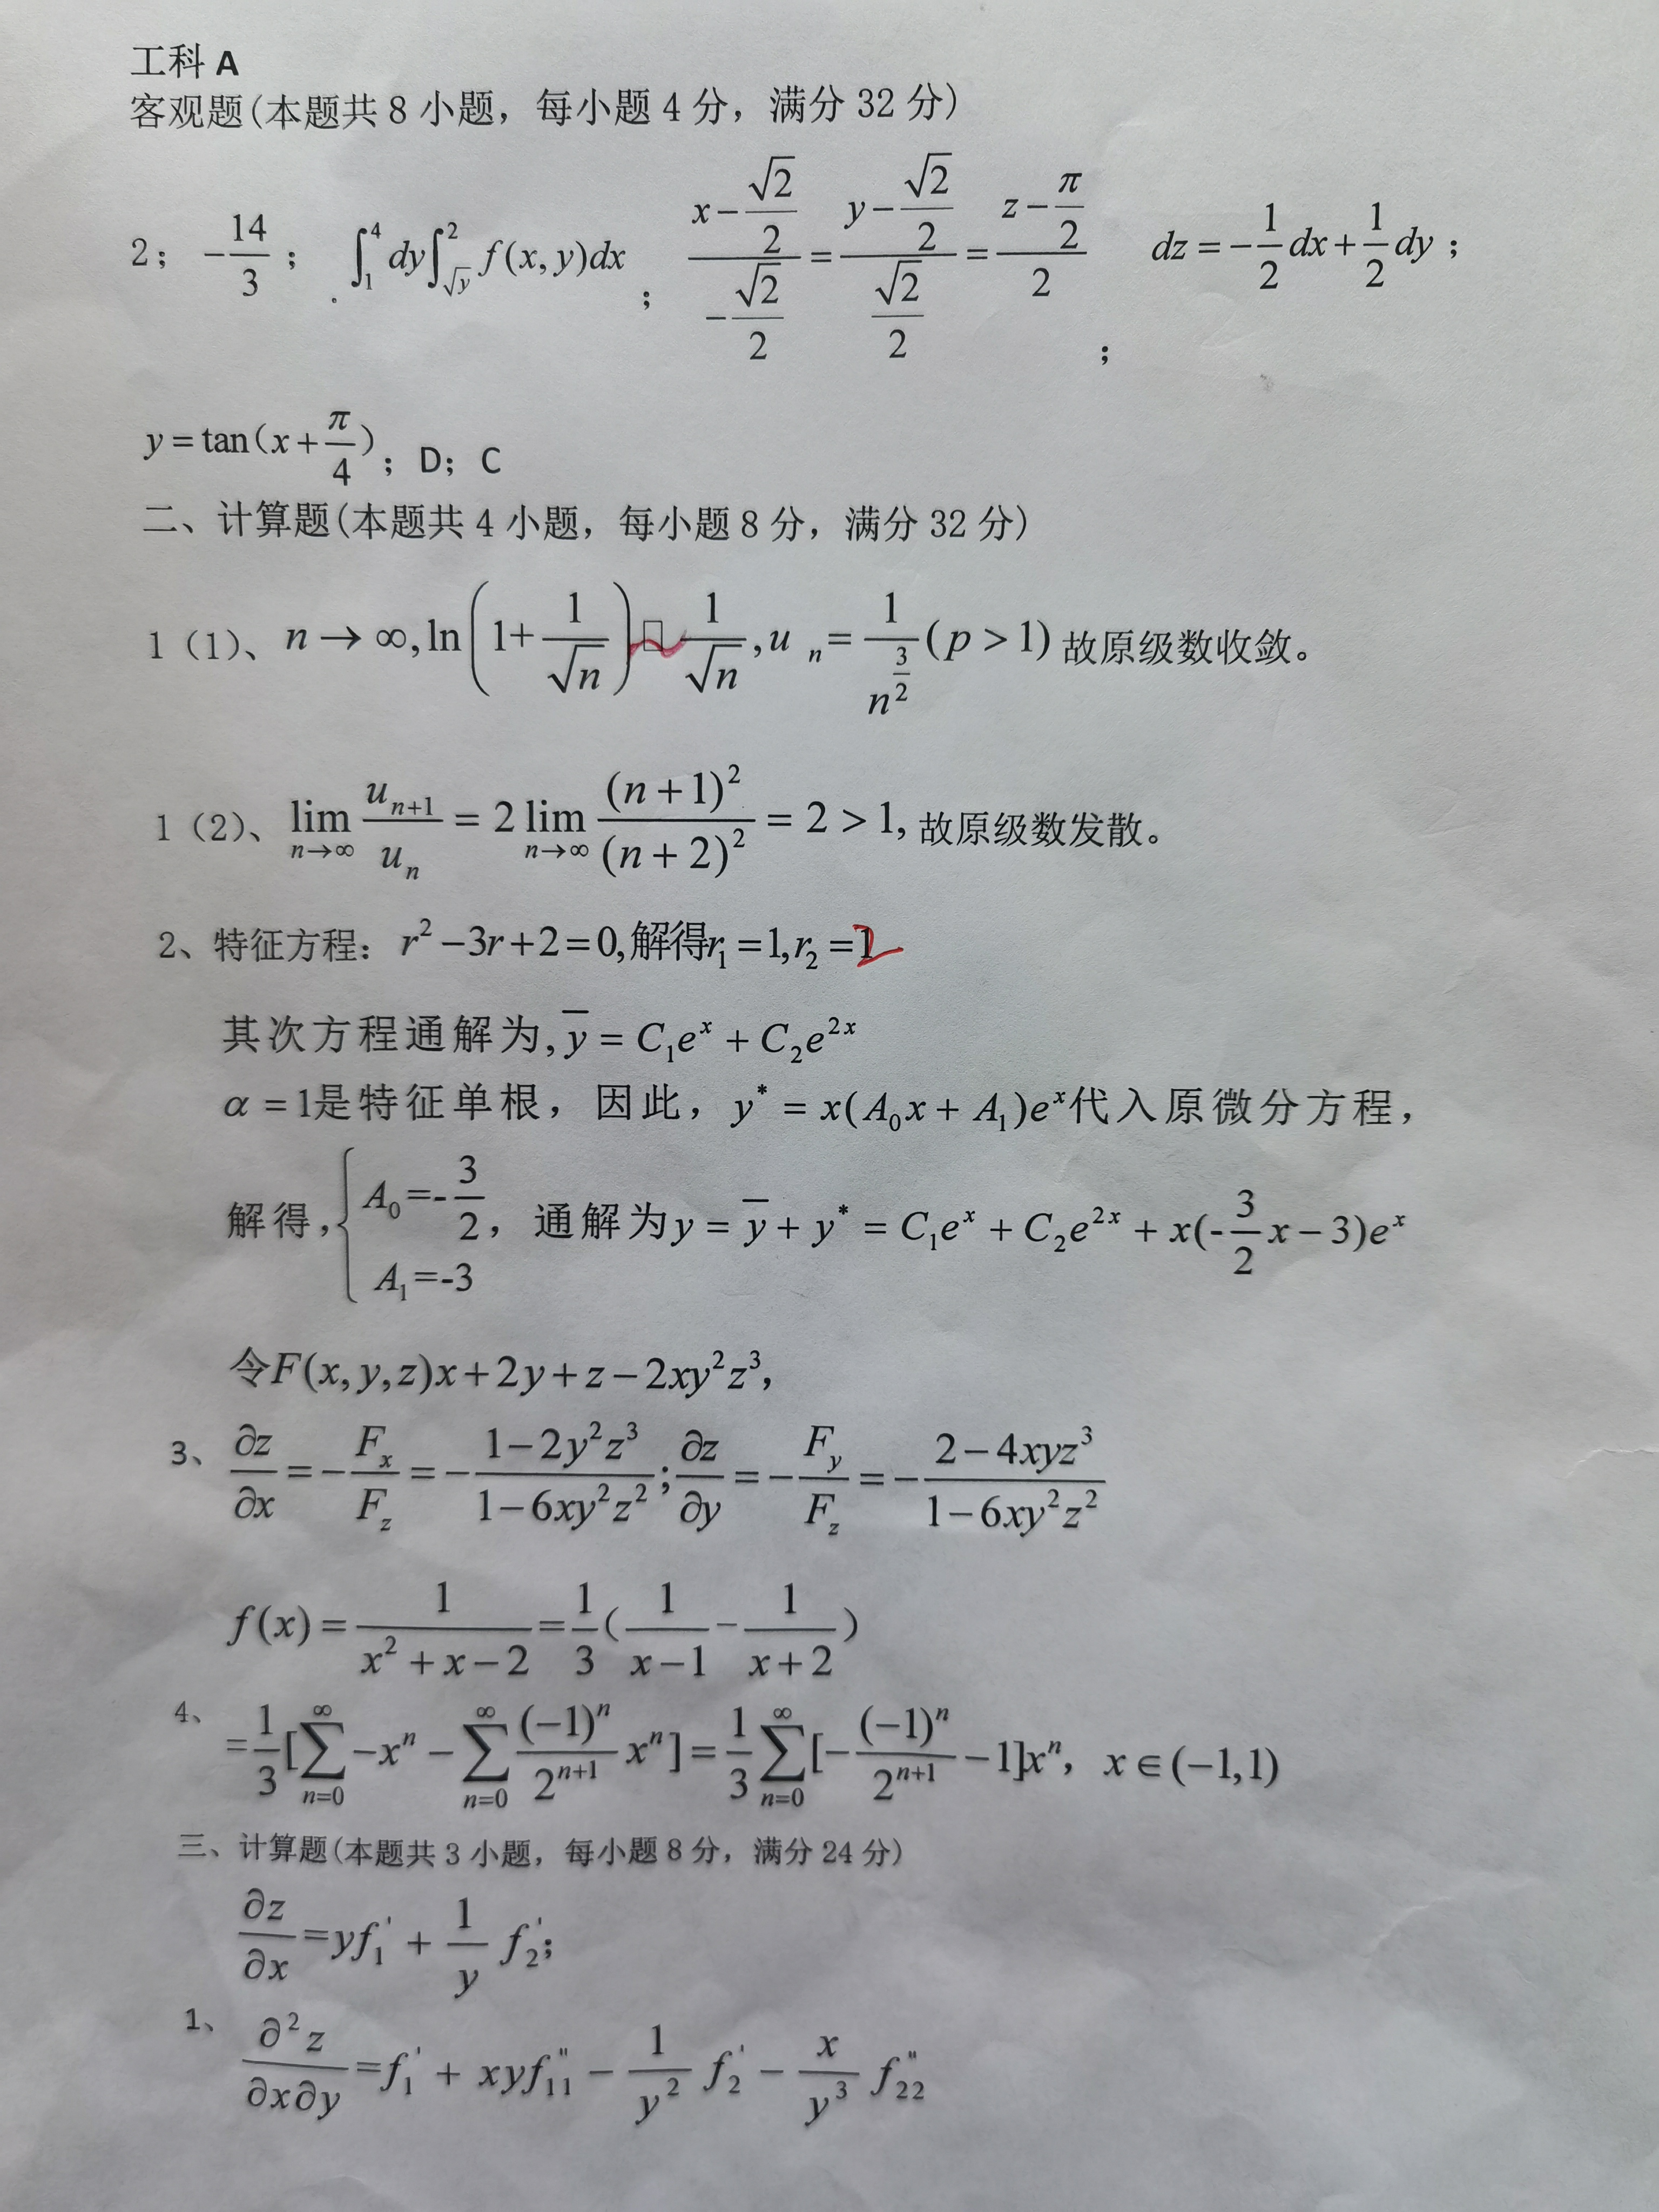 工科 A
客观题(本题共 8 小题，每小题 4 分，满分 32 分)
2； $-\frac{14}{3}$ ； . $\int_1^4 dy\int_{\sqrt{y}}^2 f(x,y)dx$ ； $\frac{x-\frac{\sqrt{2}}{2}}{-\frac{\sqrt{2}}{2}}=\frac{y-\frac{\sqrt{2}}{2}}{\frac{\sqrt{2}}{2}}=\frac{z-\frac{\pi}{2}}{2}$ ； $dz=-\frac{1}{2}dx+\frac{1}{2}dy$ ；
$y=\tan(x+\frac{\pi}{4})$ ；D；C
二、计算题(本题共 4 小题，每小题 8 分，满分 32 分)
1（1）、 $n\to\infty,\ln\left(1+\frac{1}{\sqrt{n}}\right)\sim\frac{1}{\sqrt{n}},u_n=\frac{1}{n^{\frac{3}{2}}}(p>1)$ 故原级数收敛。
1（2）、 $\lim_{n\to\infty}\frac{u_{n+1}}{u_n}=2\lim_{n\to\infty}\frac{(n+1)^2}{(n+2)^2}=2>1,$ 故原级数发散。
2、特征方程： $r^2-3r+2=0,$ 解得 $r_1=1,r_2=2$
其次方程通解为, $\overline{y}=C_1e^x+C_2e^{2x}$
$\alpha=1$是特征单根，因此， $y^*=x(A_0x+A_1)e^x$代入原微分方程，
解得, $\begin{cases}A_0=-\frac{3}{2}\\A_1=-3\end{cases}$，通解为$y=\overline{y}+y^*=C_1e^x+C_2e^{2x}+x(-\frac{3}{2}x-3)e^x$
令$F(x,y,z)x+2y+z-2xy^2z^3,$
3、 $\frac{\partial z}{\partial x}=-\frac{F_x}{F_z}=-\frac{1-2y^2z^3}{1-6xy^2z^2};\frac{\partial z}{\partial y}=-\frac{F_y}{F_z}=-\frac{2-4xyz^3}{1-6xy^2z^2}$
$f(x)=\frac{1}{x^2+x-2}=\frac{1}{3}(\frac{1}{x-1}-\frac{1}{x+2})$
4、 $=\frac{1}{3}[\sum_{n=0}^{\infty}-x^n-\sum_{n=0}^{\infty}\frac{(-1)^n}{2^{n+1}}x^n]=\frac{1}{3}\sum_{n=0}^{\infty}[-\frac{(-1)^n}{2^{n+1}}-1]x^n，x\in(-1,1)$
三、计算题(本题共 3 小题，每小题 8 分，满分 24 分)
$\frac{\partial z}{\partial x}=yf_1'+\frac{1}{y}f_2';$
1、 $\frac{\partial^2 z}{\partial x\partial y}=f_1'+xyf_{11}''-\frac{1}{y^2}f_2'-\frac{x}{y^3}f_{22}''$